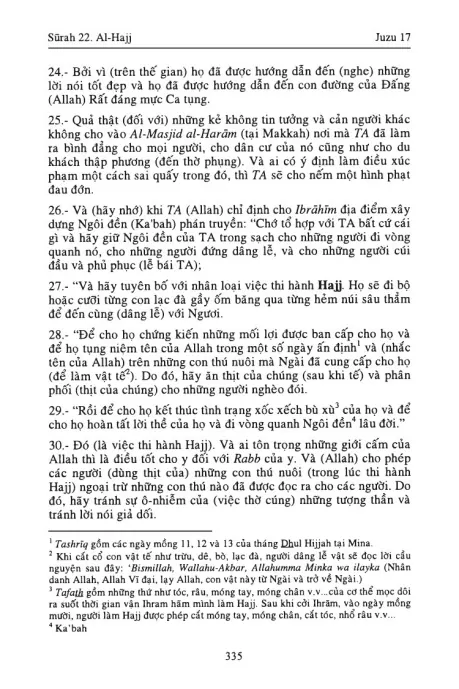 Sūrah 22. Al-Hajj Juzu 17
24.- Bởi vì (trên thế gian) họ đã được hướng dẫn đến (nghe) những
lời nói tốt đẹp và họ đã được hướng dẫn đến con đường của Đấng
(Allah) Rất đáng mực Ca tụng.
25.- Quả thật (đối với) những kẻ không tin tưởng và cản người khác
không cho vào Al-Masjid al-Harām (tại Makkah) nơi mà TA đã làm
ra bình đẳng cho mọi người, cho dân cư của nó cũng như cho du
khách thập phương (đến thờ phụng). Và ai có ý định làm điều xúc
phạm một cách sai quấy trong đó, thì TA sẽ cho nếm một hình phạt
đau đớn.
26.- Và (hãy nhớ) khi TA (Allah) chỉ định cho Ibrāhīm địa điểm xây
dựng Ngôi đền (Ka'bah) phán truyền: “Chớ tổ hợp với TA bất cứ cái
gì và hãy giữ Ngôi đền của TA trong sạch cho những người đi vòng
quanh nó, cho những người đứng dâng lễ, và cho những người cúi
đầu và phủ phục (lễ bái TA);
27.- “Và hãy tuyên bố với nhân loại việc thi hành Hajj. Họ sẽ đi bộ
hoặc cưỡi từng con lạc đà gầy ốm băng qua từng hẻm núi sâu thẳm
để đến cùng (dâng lễ) với Ngươi.
28.- “Để cho họ chứng kiến những mối lợi được ban cấp cho họ và
để họ tụng niệm tên của Allah trong một số ngày ấn định¹ và (nhắc
tên của Allah) trên những con thú nuôi mà Ngài đã cung cấp cho họ
(để làm vật tế²). Do đó, hãy ăn thịt của chúng (sau khi tế) và phân
phối (thịt của chúng) cho những người nghèo đói.
29.- “Rồi để cho họ kết thúc tình trạng xốc xếch bù xù³ của họ và để
cho họ hoàn tất lời thề của họ và đi vòng quanh Ngôi đền⁴ lâu đời.”
30.- Đó (là việc thi hành Hajj). Và ai tôn trọng những giới cấm của
Allah thì là điều tốt cho y đối với Rabb của y. Và (Allah) cho phép
các người (dùng thịt của) những con thú nuôi (trong lúc thi hành
Hajj) ngoại trừ những con thú nào đã được đọc ra cho các người. Do
đó, hãy tránh sự ô-nhiễm của (việc thờ cúng) những tượng thần và
tránh lời nói giả dối.
¹ Tashrīq gồm các ngày mồng 11, 12 và 13 của tháng Dhul Hijjah tại Mina.
² Khi cắt cổ con vật tế như trừu, dê, bò, lạc đà, người dâng lễ vật sẽ đọc lời cầu
nguyện sau đây: ‘Bismillah, Wallahu-Akbar, Allahumma Minka wa ilayka (Nhân
danh Allah, Allah Vĩ đại, lạy Allah, con vật này từ Ngài và trở về Ngài.)
³ Tafath gồm những thứ như tóc, râu, móng tay, móng chân v.v...của cơ thể mọc dôi
ra suốt thời gian vận Ihram hãm mình làm Hajj. Sau khi cởi Ihrām, vào ngày mồng
mười, người làm Hajj được phép cắt móng tay, móng chân, cắt tóc, nhổ râu v.v...
⁴ Ka'bah
335